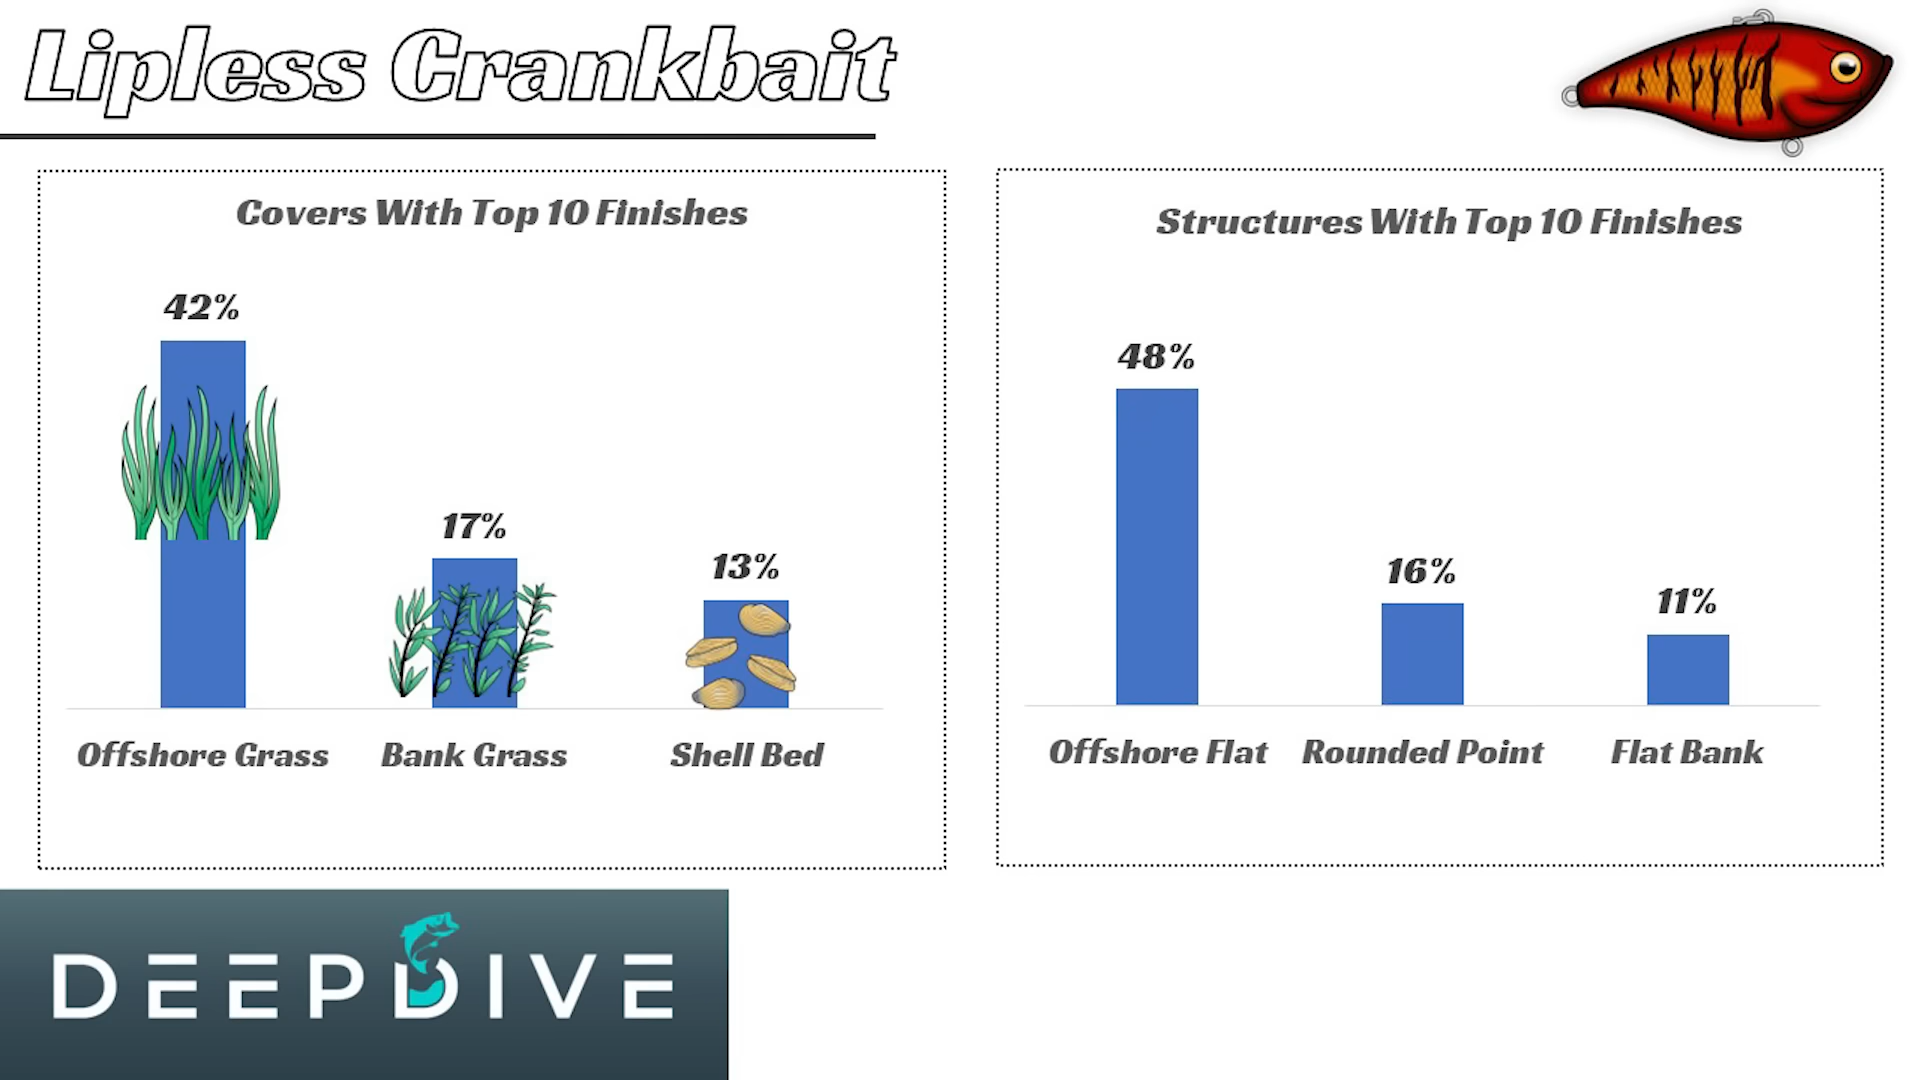 Lipless Crankbait
Covers With Top 10 Finishes
42%
17%
13%
Offshore Grass
Bank Grass
Shell Bed
Structures With Top 10 Finishes
48%
16%
11%
Offshore Flat
Rounded Point
Flat Bank
DEEPDIVE